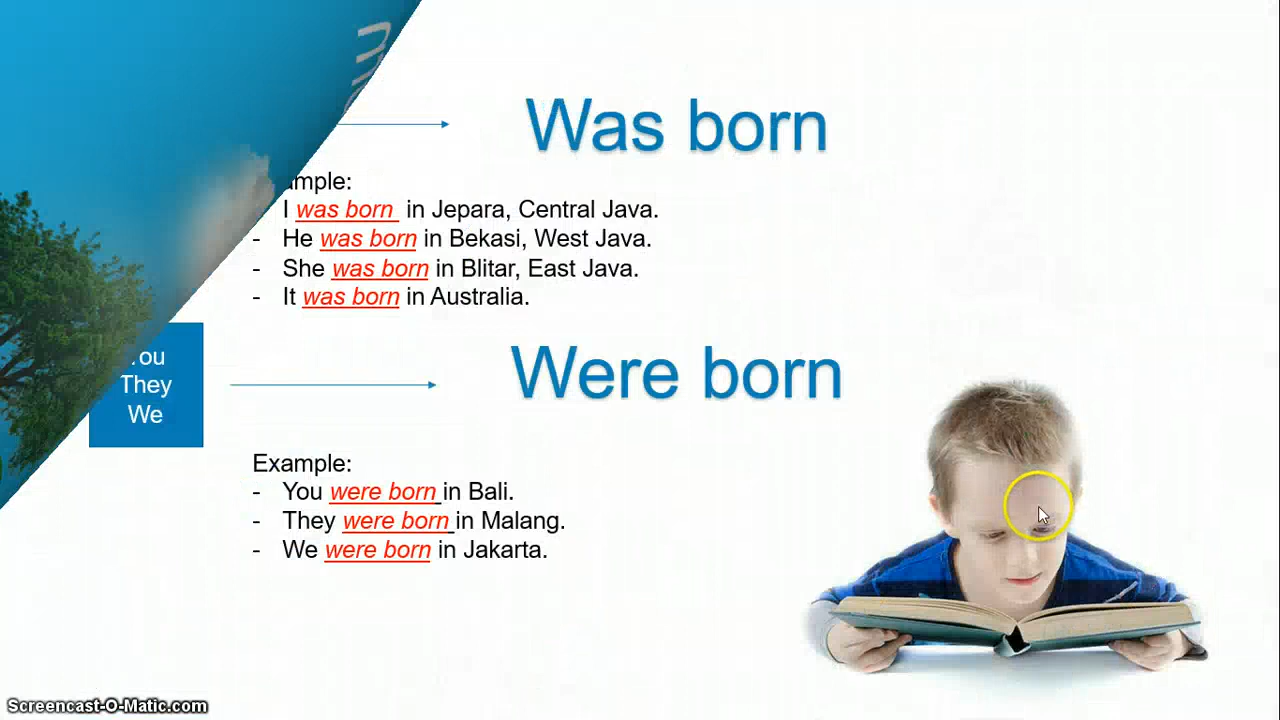 Was born
I was born in Jepara, Central Java.
- He was born in Bekasi, West Java.
- She was born in Blitar, East Java.
- It was born in Australia.
They
We
Were born
Example:
- You were born in Bali.
- They were born in Malang.
- We were born in Jakarta.
Screencast-O-Matic.com